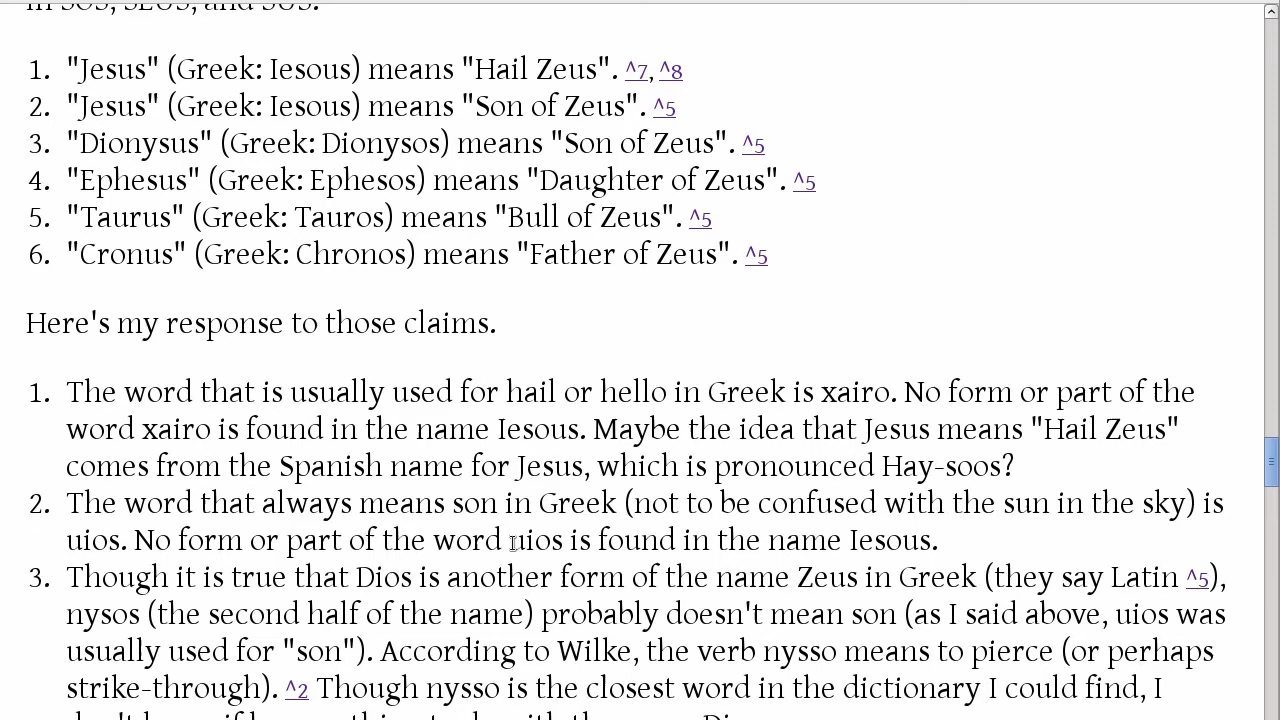 in SOS, SEUS, and SUS.
1. "Jesus" (Greek: Iesous) means "Hail Zeus". ^7, ^8
2. "Jesus" (Greek: Iesous) means "Son of Zeus". ^5
3. "Dionysus" (Greek: Dionysos) means "Son of Zeus". ^5
4. "Ephesus" (Greek: Ephesos) means "Daughter of Zeus". ^5
5. "Taurus" (Greek: Tauros) means "Bull of Zeus". ^5
6. "Cronus" (Greek: Chronos) means "Father of Zeus". ^5
Here's my response to those claims.
1. The word that is usually used for hail or hello in Greek is xairo. No form or part of the
word xairo is found in the name Iesous. Maybe the idea that Jesus means "Hail Zeus"
comes from the Spanish name for Jesus, which is pronounced Hay-soos?
2. The word that always means son in Greek (not to be confused with the sun in the sky) is
uios. No form or part of the word uios is found in the name Iesous.
3. Though it is true that Dios is another form of the name Zeus in Greek (they say Latin ^5),
nysos (the second half of the name) probably doesn't mean son (as I said above, uios was
usually used for "son"). According to Wilke, the verb nysso means to pierce (or perhaps
strike-through). ^2 Though nysso is the closest word in the dictionary I could find, I